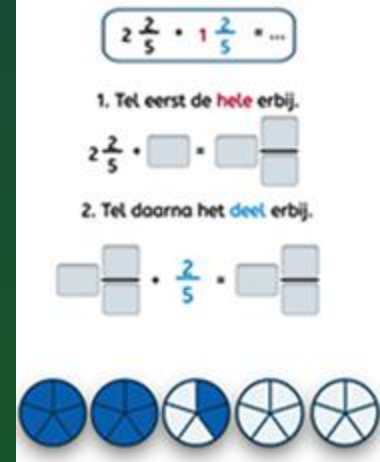 2 2/5 + 1 2/5 = ...
1. Tel eerst de hele erbij.
2 2/5 + =
2. Tel daarna het deel erbij.
+ 2/5 =